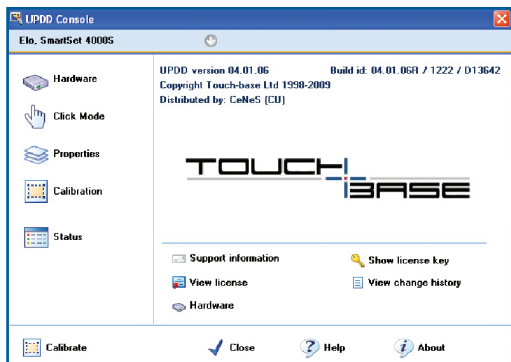 UPDD Console
Elo, SmartSet 4000S
Hardware
Click Mode
Properties
Calibration
Status
UPDD version 04.01.06 Build id: 04.01.06R / 1222 / D13642
Copyright Touch-base Ltd 1998-2009
Distributed by: CeNeS (CU)
TOUCH BASE
Support information
Show license key
View license
View change history
Hardware
Calibrate
Close
Help
About